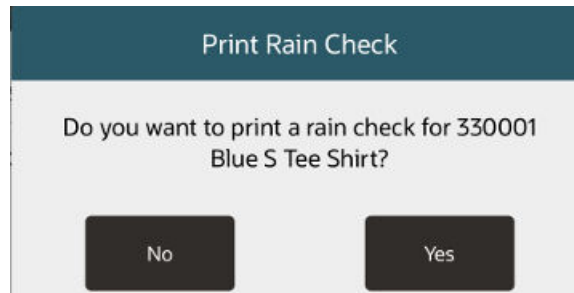 Print Rain Check
Do you want to print a rain check for 330001
Blue S Tee Shirt?
No
Yes